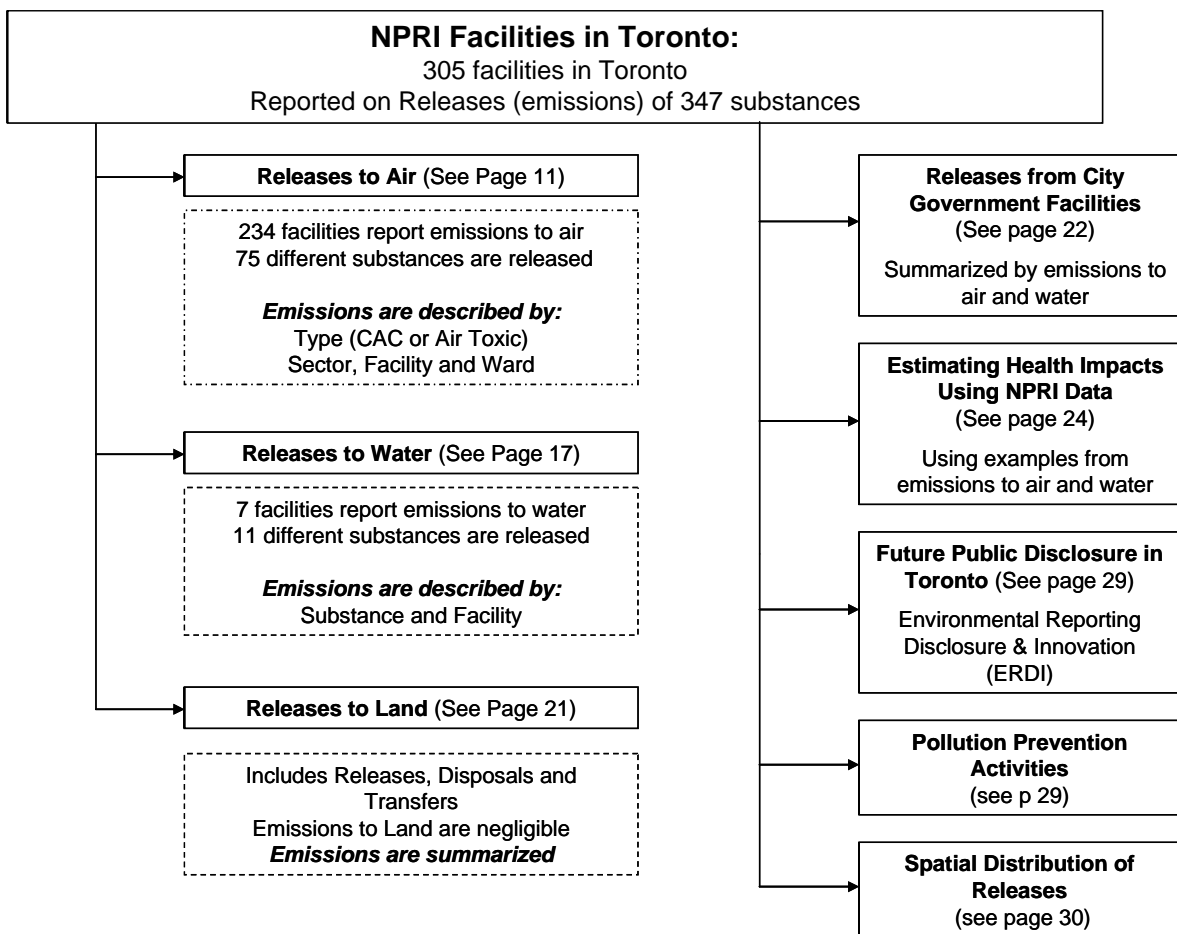 NPRI Facilities in Toronto:
305 facilities in Toronto
Reported on Releases (emissions) of 347 substances
Releases to Air (See Page 11)
234 facilities report emissions to air
75 different substances are released
Emissions are described by:
Type (CAC or Air Toxic)
Sector, Facility and Ward
Releases to Water (See Page 17)
7 facilities report emissions to water
11 different substances are released
Emissions are described by:
Substance and Facility
Releases to Land (See Page 21)
Includes Releases, Disposals and
Transfers
Emissions to Land are negligible
Emissions are summarized
Releases from City
Government Facilities
(See page 22)
Summarized by emissions to
air and water
Estimating Health Impacts
Using NPRI Data
(See page 24)
Using examples from
emissions to air and water
Future Public Disclosure in
Toronto (See page 29)
Environmental Reporting
Disclosure & Innovation
(ERDI)
Pollution Prevention
Activities
(see p 29)
Spatial Distribution of
Releases
(see page 30)